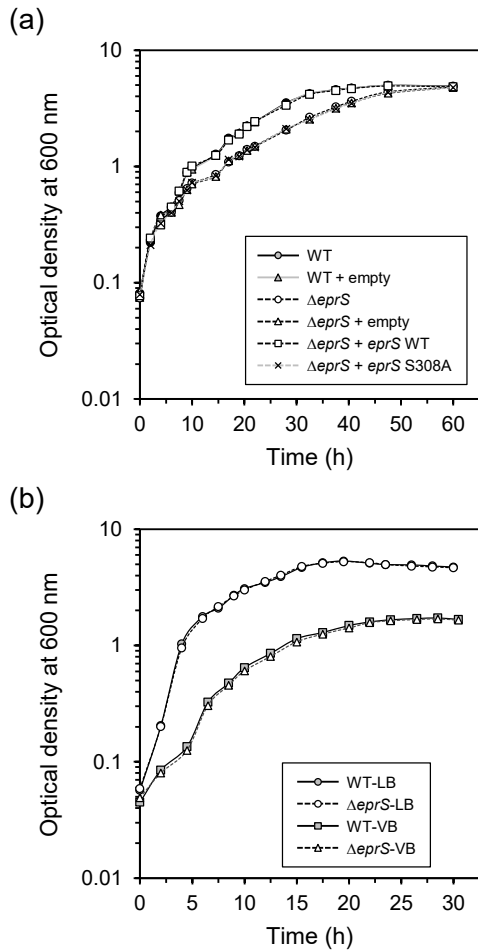 (a)
10
1
0.1
0.01
Optical density at 600 nm
WT
WT + empty
ΔeprS
ΔeprS + empty
ΔeprS + eprS WT
ΔeprS + eprS S308A
0 10 20 30 40 50 60
Time (h)
(b)
10
1
0.1
0.01
Optical density at 600 nm
WT-LB
ΔeprS-LB
WT-VB
ΔeprS-VB
0 5 10 15 20 25 30
Time (h)